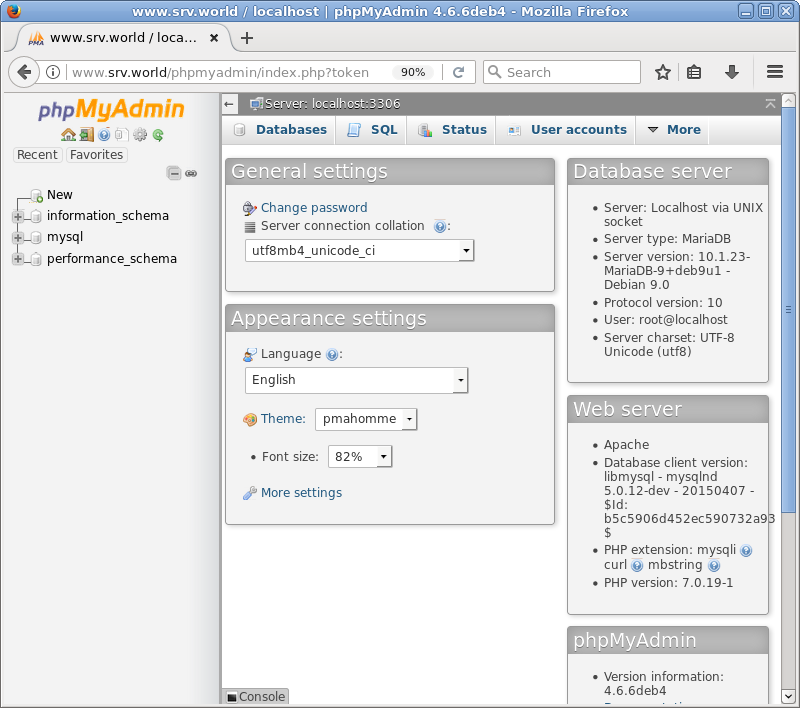 www.srv.world / localhost | phpMyAdmin 4.6.6deb4 - Mozilla Firefox
www.srv.world / loca...
www.srv.world/phpmyadmin/index.php?token
90%
Search
phpMyAdmin
Recent
Favorites
New
information_schema
mysql
performance_schema
Server: localhost:3306
Databases
SQL
Status
User accounts
More
General settings
Change password
Server connection collation :
utf8mb4_unicode_ci
Appearance settings
Language :
English
Theme:
pmahomme
• Font size:
82%
More settings
Database server
• Server: Localhost via UNIX
socket
• Server type: MariaDB
• Server version: 10.1.23-
MariaDB-9+deb9u1 -
Debian 9.0
• Protocol version: 10
• User: root@localhost
• Server charset: UTF-8
Unicode (utf8)
Web server
• Apache
• Database client version:
libmysql - mysqlnd
5.0.12-dev - 20150407 -
$Id:
b5c5906d452ec590732a93
$
• PHP extension: mysqli
curl mbstring
• PHP version: 7.0.19-1
phpMyAdmin
• Version information:
4.6.6deb4
Console